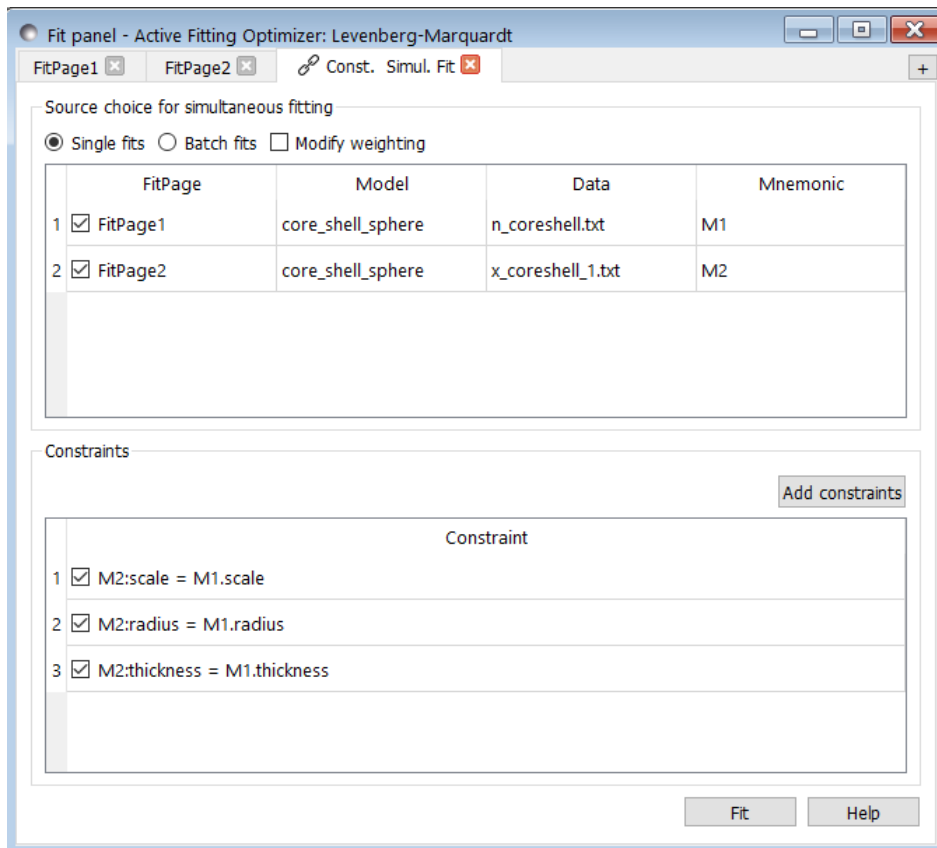 Fit panel - Active Fitting Optimizer: Levenberg-Marquardt
FitPage1 FitPage2 Const. Simul. Fit +
Source choice for simultaneous fitting
Single fits Batch fits Modify weighting
FitPage Model Data Mnemonic
1 FitPage1 core_shell_sphere n_coreshell.txt M1
2 FitPage2 core_shell_sphere x_coreshell_1.txt M2
Constraints
Add constraints
Constraint
1 M2:scale = M1.scale
2 M2:radius = M1.radius
3 M2:thickness = M1.thickness
Fit Help